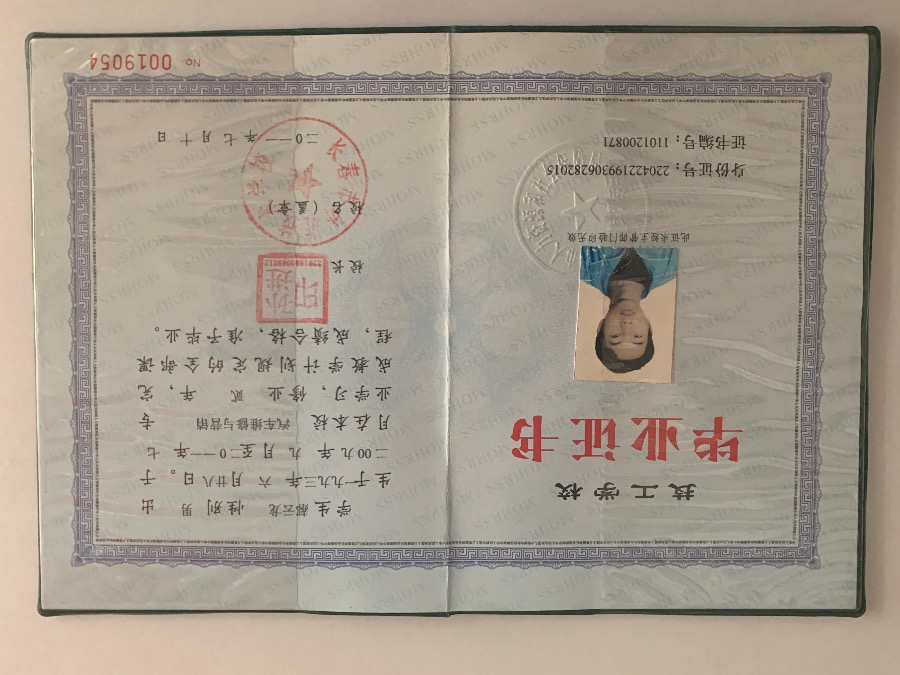 技工学校
毕业证书
此证未经主管部门验印无效
身份证号：220422199306282015
证书编号：1101200871
学生郝云龙 性别 男 出
生于一九九三年 六 月廿八日。于
二00九年 九 月至二0一一年 七
月在本校 汽车维修与营销 专
业学习，修业 贰 年，完
成教学计划规定的全部课
程，成绩合格，准予毕业。
校长
校名（盖章）
二0一一年七月十日
No. 0019054